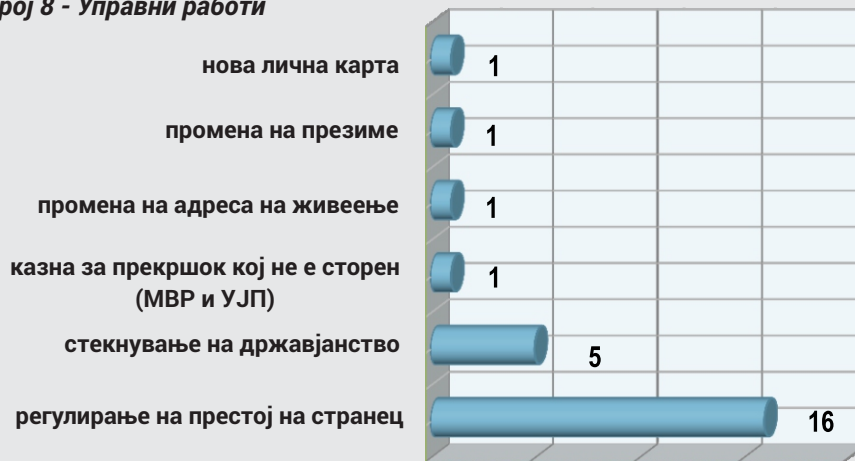 рој 8 - Управни работи
нова лична карта 1
промена на презиме 1
промена на адреса на живеење 1
казна за прекршок кој не е сторен
(МВР и УЈП) 1
стекнување на државјанство 5
регулирање на престој на странец 16